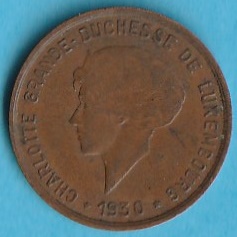 CHARLOTTE GRANDE-DUCHESSE DE LUXEMBOURG
* 1930 *